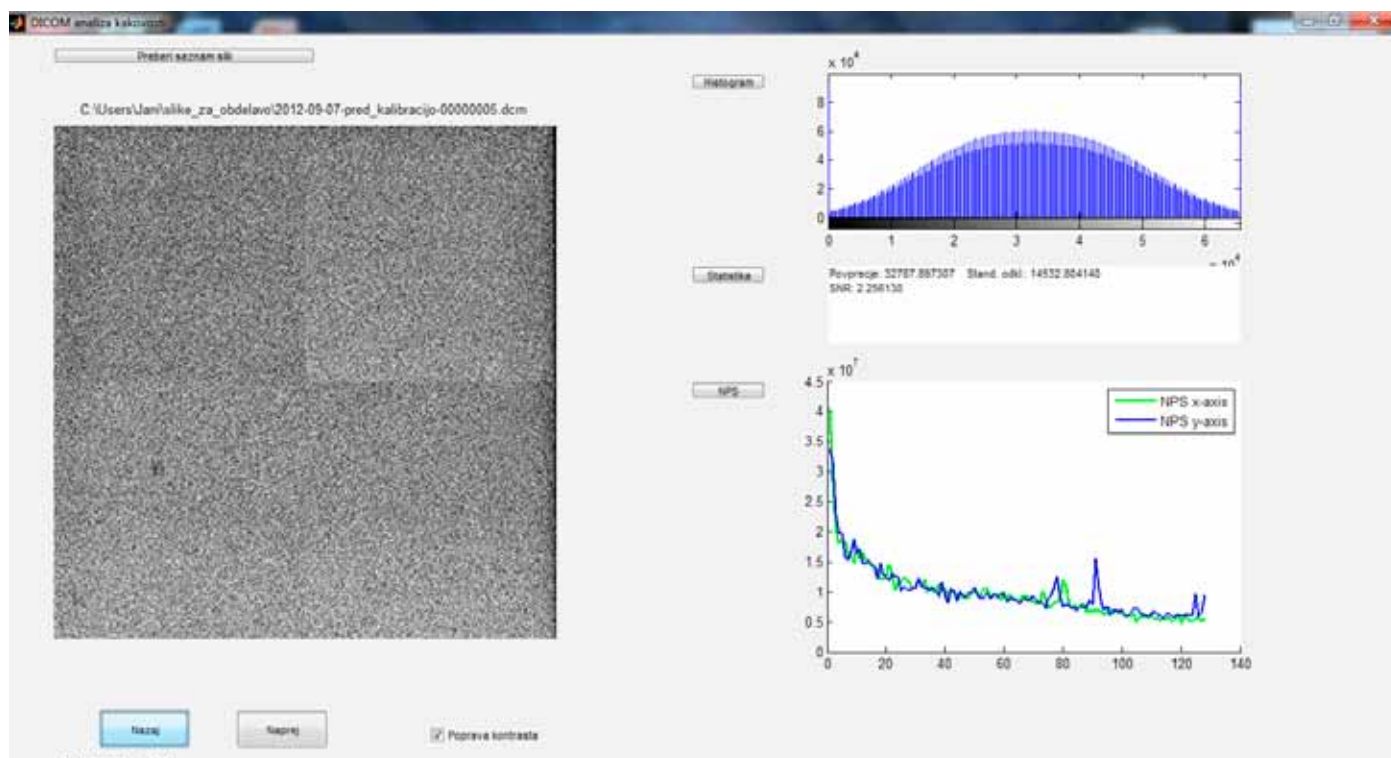 DICOM analiza kakovosti
Preberi seznam slik
C:\Users\Jani\slike_za_obdelavo\2012-09-07-pred_kalibracijo-00000005.dcm
Histogram
x 10^4
8
6
4
2
0
0 1 2 3 4 5 6
x 10^4
Statistika
Povprecje: 32787.867307 Stand. odkl.: 14532.804140
SNR: 2.256130
NPS
x 10^7
4.5
4
3.5
3
2.5
2
1.5
1
0.5
0
0 20 40 60 80 100 120 140
NPS x-axis
NPS y-axis
Nazaj
Naprej
Poprava kontrasta